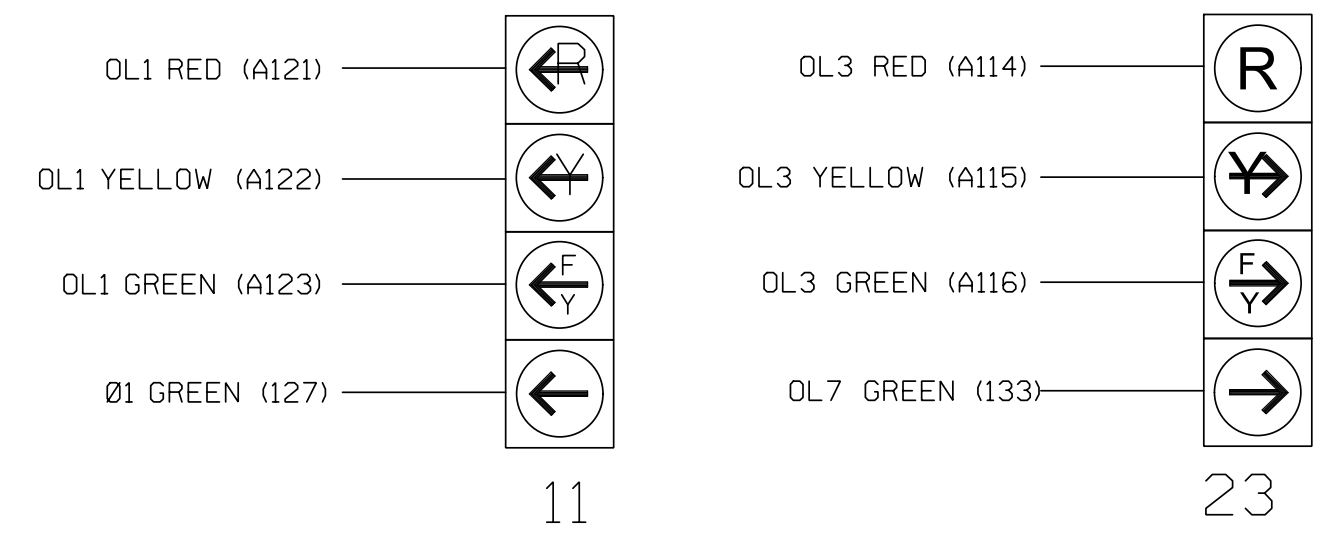 OL1 RED (A121)
R
OL1 YELLOW (A122)
Y
OL1 GREEN (A123)
F
Y
Ø1 GREEN (127)
11
OL3 RED (A114)
R
OL3 YELLOW (A115)
Y
OL3 GREEN (A116)
F
Y
OL7 GREEN (133)
23